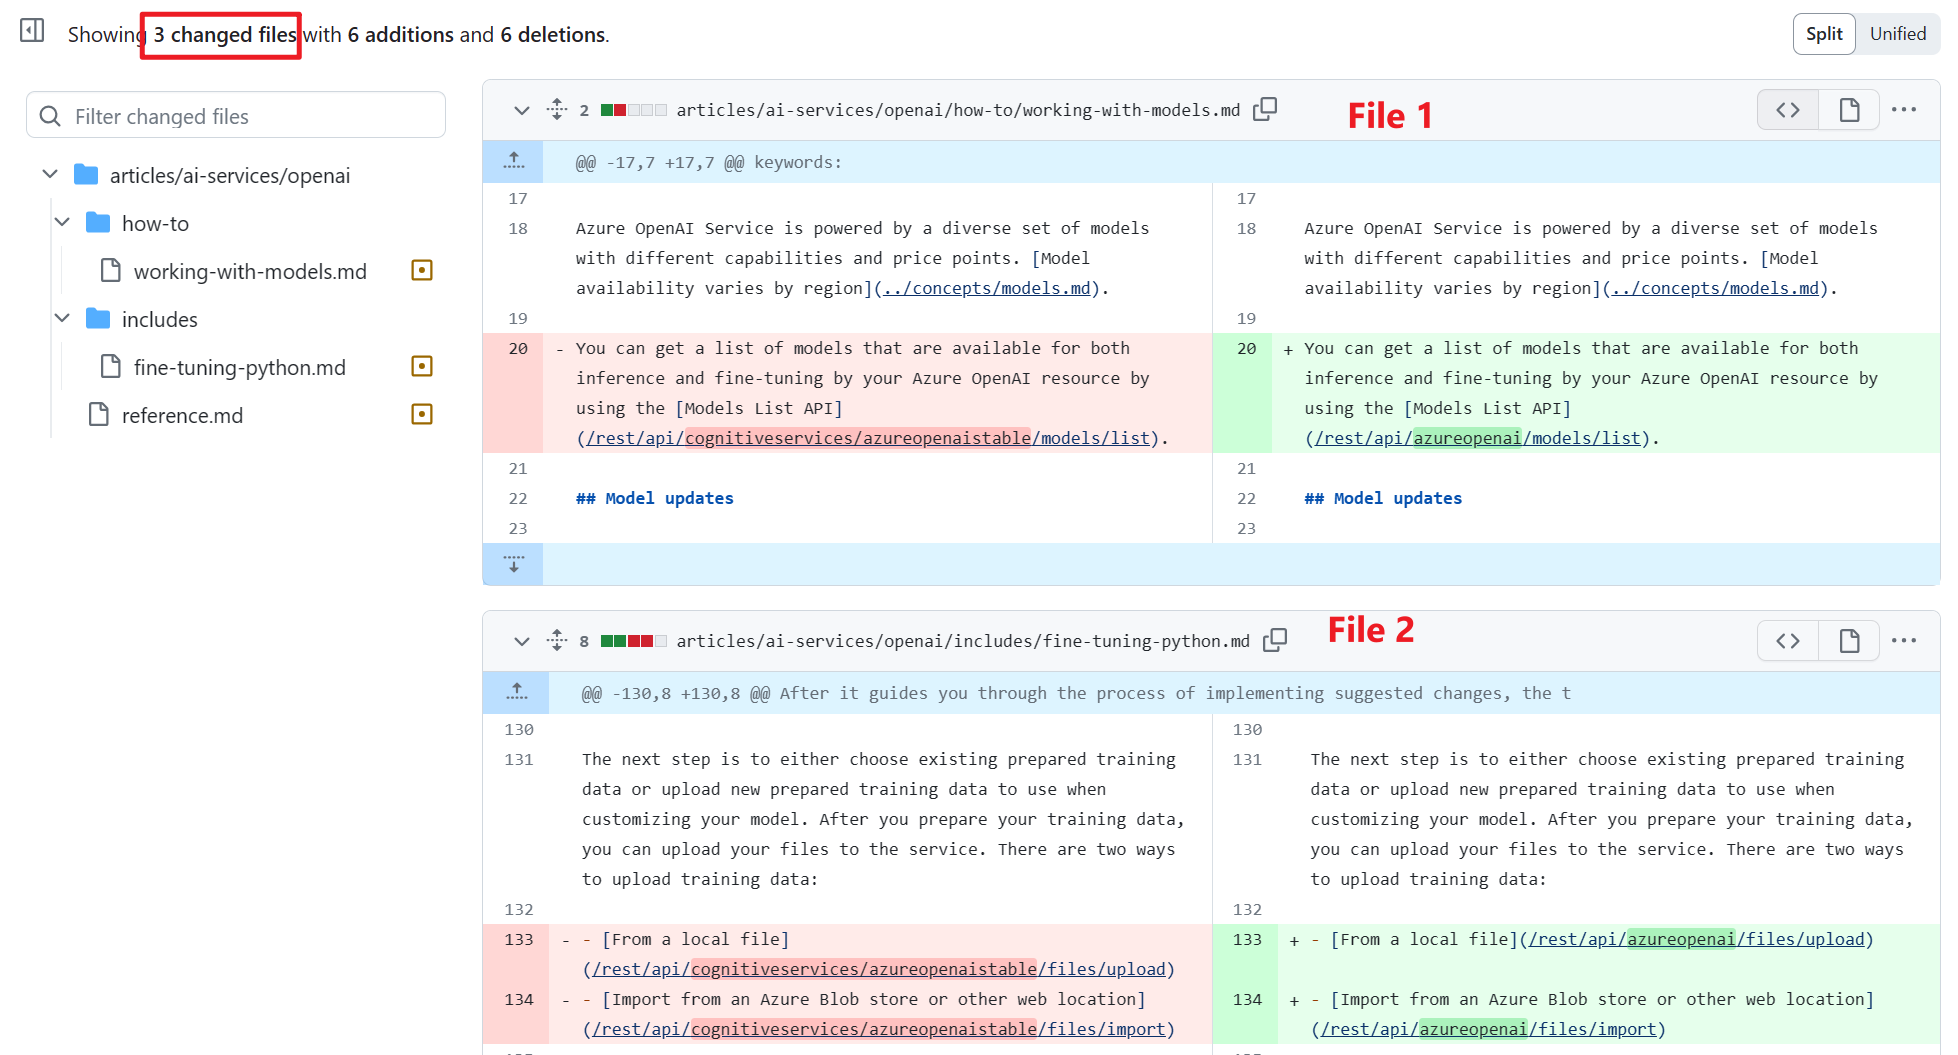 Showing 3 changed files with 6 additions and 6 deletions.
Split Unified
Filter changed files
articles/ai-services/openai
how-to
working-with-models.md
includes
fine-tuning-python.md
reference.md
2 articles/ai-services/openai/how-to/working-with-models.md
File 1
@@ -17,7 +17,7 @@ keywords:
17
18 Azure OpenAI Service is powered by a diverse set of models
with different capabilities and price points. [Model
availability varies by region](../concepts/models.md).
19
20 - You can get a list of models that are available for both
inference and fine-tuning by your Azure OpenAI resource by
using the [Models List API]
(/rest/api/cognitiveservices/azureopenaistable/models/list).
21
22 ## Model updates
23
17
18 Azure OpenAI Service is powered by a diverse set of models
with different capabilities and price points. [Model
availability varies by region](../concepts/models.md).
19
20 + You can get a list of models that are available for both
inference and fine-tuning by your Azure OpenAI resource by
using the [Models List API]
(/rest/api/azureopenai/models/list).
21
22 ## Model updates
23
8 articles/ai-services/openai/includes/fine-tuning-python.md
File 2
@@ -130,8 +130,8 @@ After it guides you through the process of implementing suggested changes, the t
130
131 The next step is to either choose existing prepared training
data or upload new prepared training data to use when
customizing your model. After you prepare your training data,
you can upload your files to the service. There are two ways
to upload training data:
132
133 - - [From a local file]
(/rest/api/cognitiveservices/azureopenaistable/files/upload)
134 - - [Import from an Azure Blob store or other web location]
(/rest/api/cognitiveservices/azureopenaistable/files/import)
130
131 The next step is to either choose existing prepared training
data or upload new prepared training data to use when
customizing your model. After you prepare your training data,
you can upload your files to the service. There are two ways
to upload training data:
132
133 + - [From a local file](/rest/api/azureopenai/files/upload)
134 + - [Import from an Azure Blob store or other web location]
(/rest/api/azureopenai/files/import)